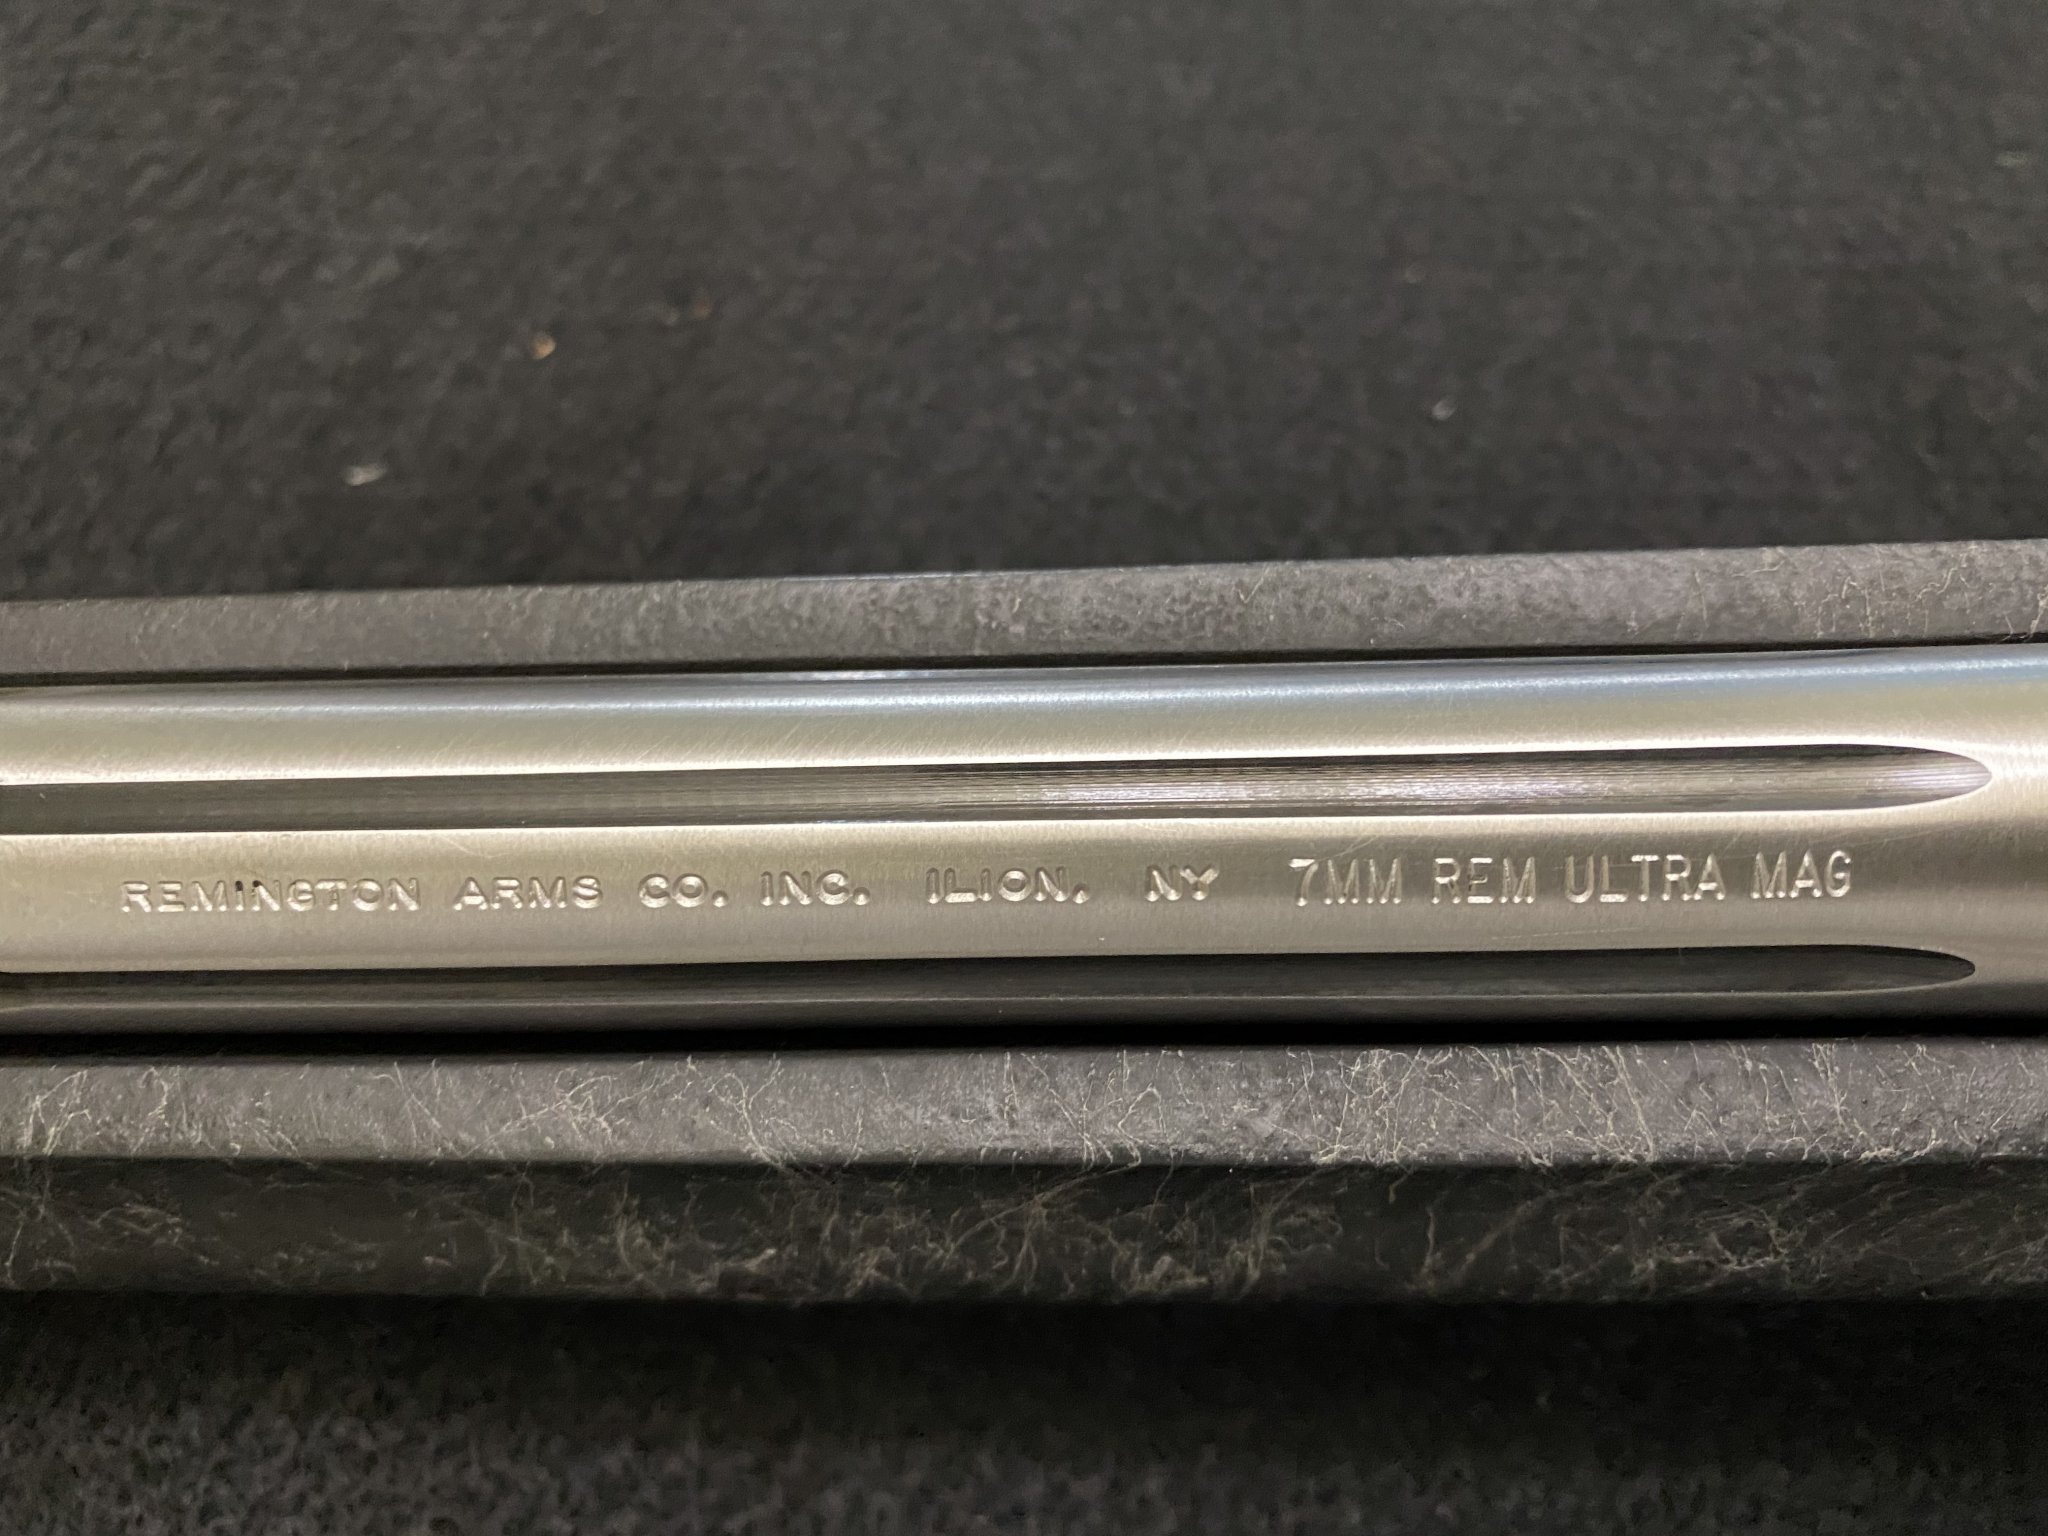 REMINGTON ARMS CO. INC. ILION, NY 7MM REM ULTRA MAG